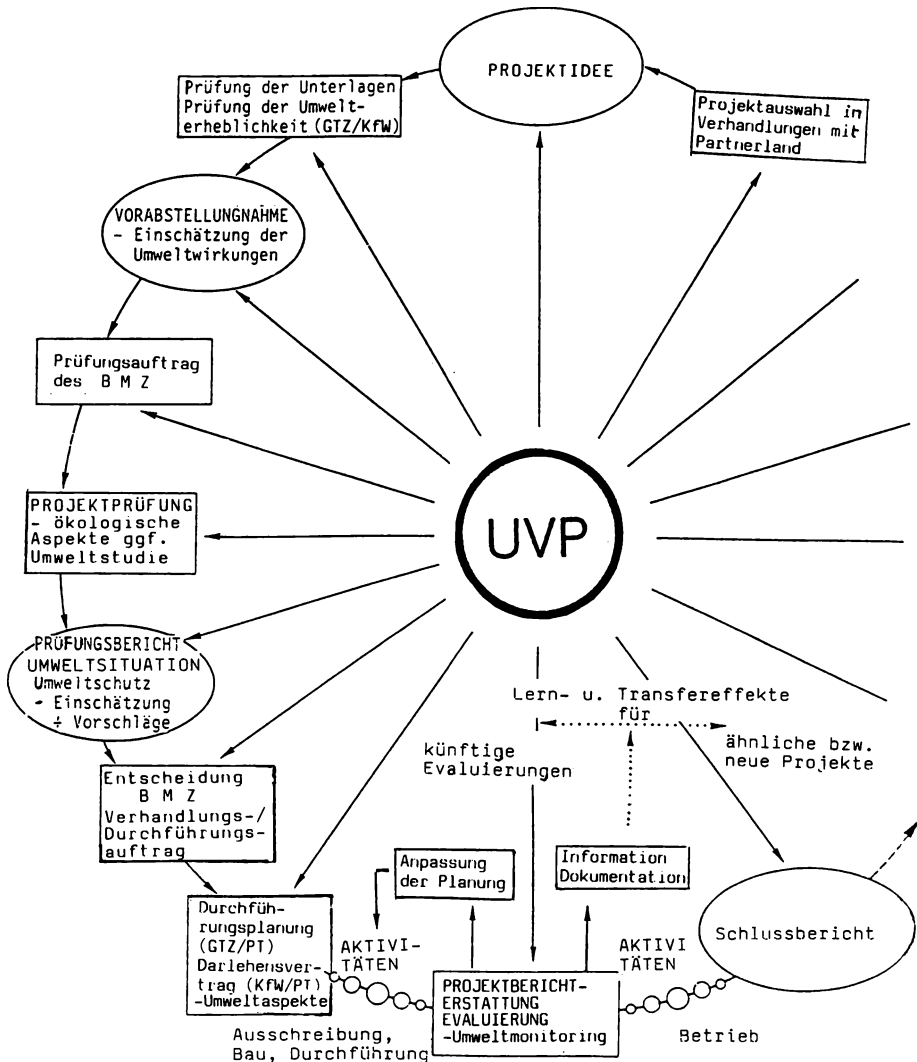 PROJEKTIDEE
Prüfung der Unterlagen
Prüfung der Umwelt-
erheblichkeit (GTZ/KfW)
Projektauswahl in
Verhandlungen mit
Partnerland
VORABSTELLUNGNAHME
- Einschätzung der
Umweltwirkungen
Prüfungsauftrag
des B M Z
PROJEKTPRÜFUNG
- ökologische
Aspekte ggf.
Umweltstudie
UVP
PRÜFUNGSBERICHT
UMWELTSITUATION
Umweltschutz
- Einschätzung
÷ Vorschläge
Lern- u. Transfereffekte
für
künftige
Evaluierungen
ähnliche bzw.
neue Projekte
Entscheidung
B M Z
Verhandlungs-/
Durchführungs-
auftrag
Anpassung
der Planung
Information
Dokumentation
Durchfüh-
rungsplanung
(GTZ/PT)
Darlehensver-
trag (KfW/PT)
-Umweltaspekte
AKTIVI-
TÄTEN
PROJEKTBERICHT-
ERSTATTUNG
EVALUIERUNG
-Umweltmonitoring
AKTIVI
TÄTEN
Schlussbericht
Ausschreibung,
Bau, Durchführung
Betrieb